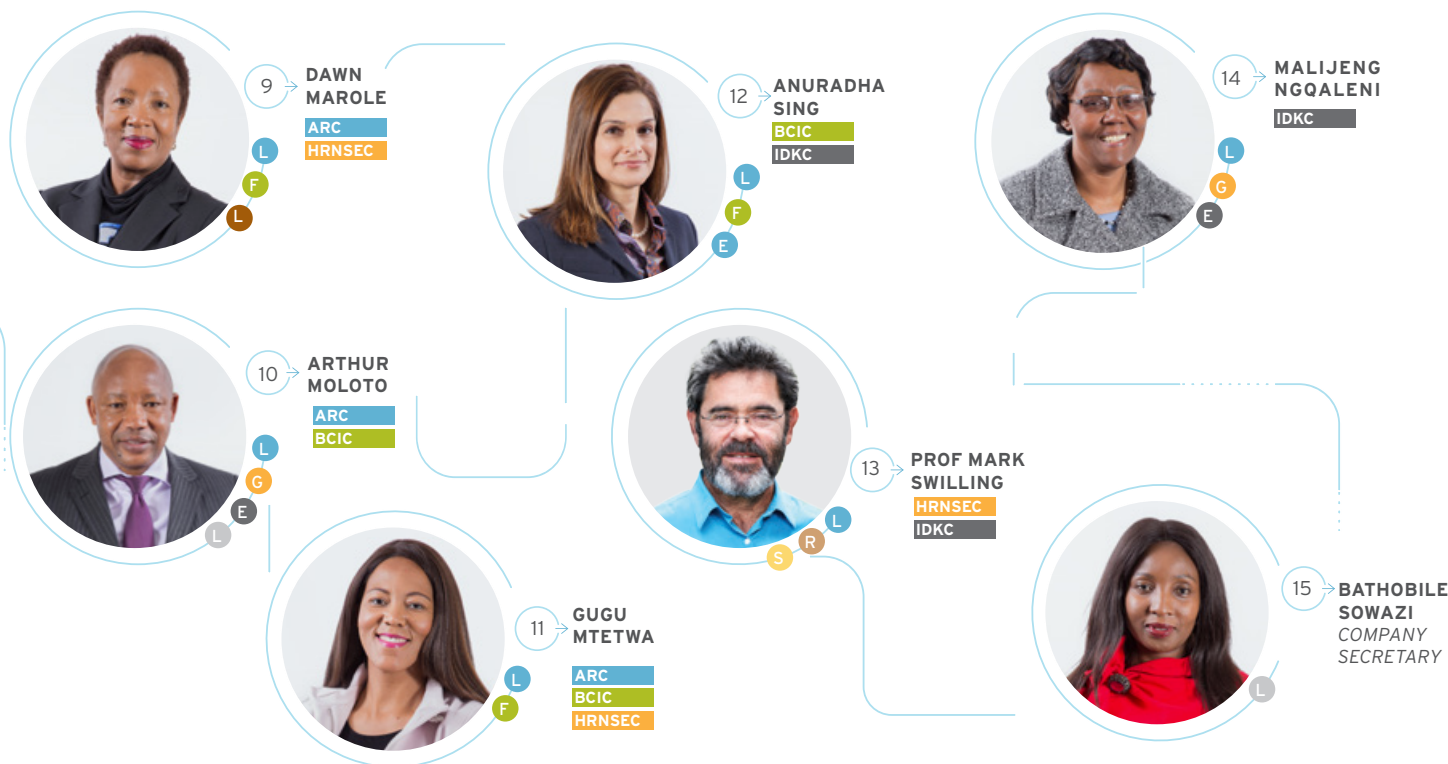 9
DAWN
MAROLE
ARC
HRNSEC
L
F
L
10
ARTHUR
MOLOTO
ARC
BCIC
L
G
E
L
11
GUGU
MTETWA
ARC
BCIC
HRNSEC
L
F
12
ANURADHA
SING
BCIC
IDKC
L
F
E
13
PROF MARK
SWILLING
HRNSEC
IDKC
L
R
S
14
MALIJENG
NGQALENI
IDKC
L
G
E
15
BATHOBILE
SOWAZI
COMPANY
SECRETARY
L